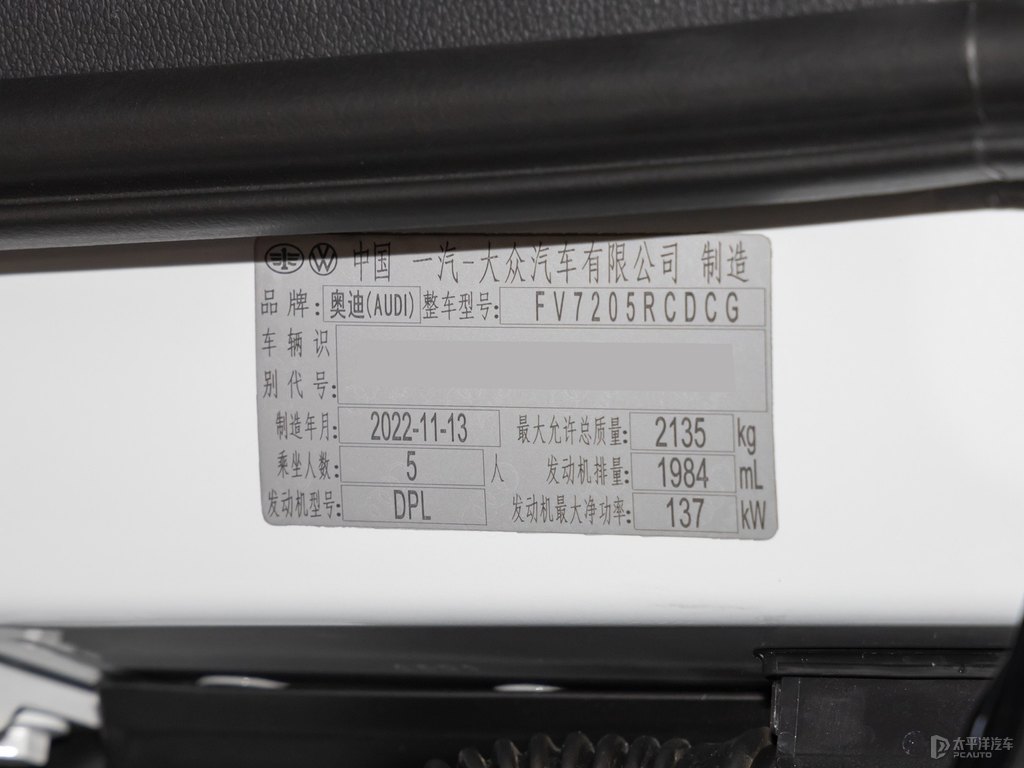 中国 一汽-大众汽车有限公司 制造
品牌: 奥迪(AUDI) 整车型号: FV7205RCDCG
车辆识
别代号:
制造年月: 2022-11-13 最大允许总质量: 2135 kg
乘坐人数: 5 人 发动机排量: 1984 mL
发动机型号: DPL 发动机最大净功率: 137 kW
太平洋汽车
PCAUTO